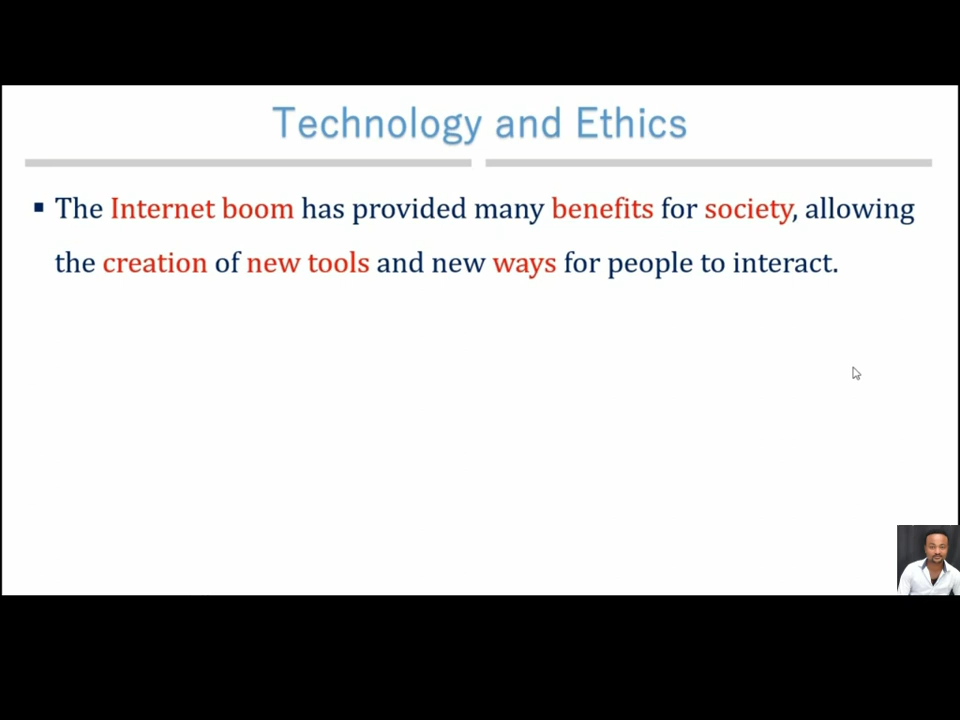 Technology and Ethics
▪ The Internet boom has provided many benefits for society, allowing
the creation of new tools and new ways for people to interact.